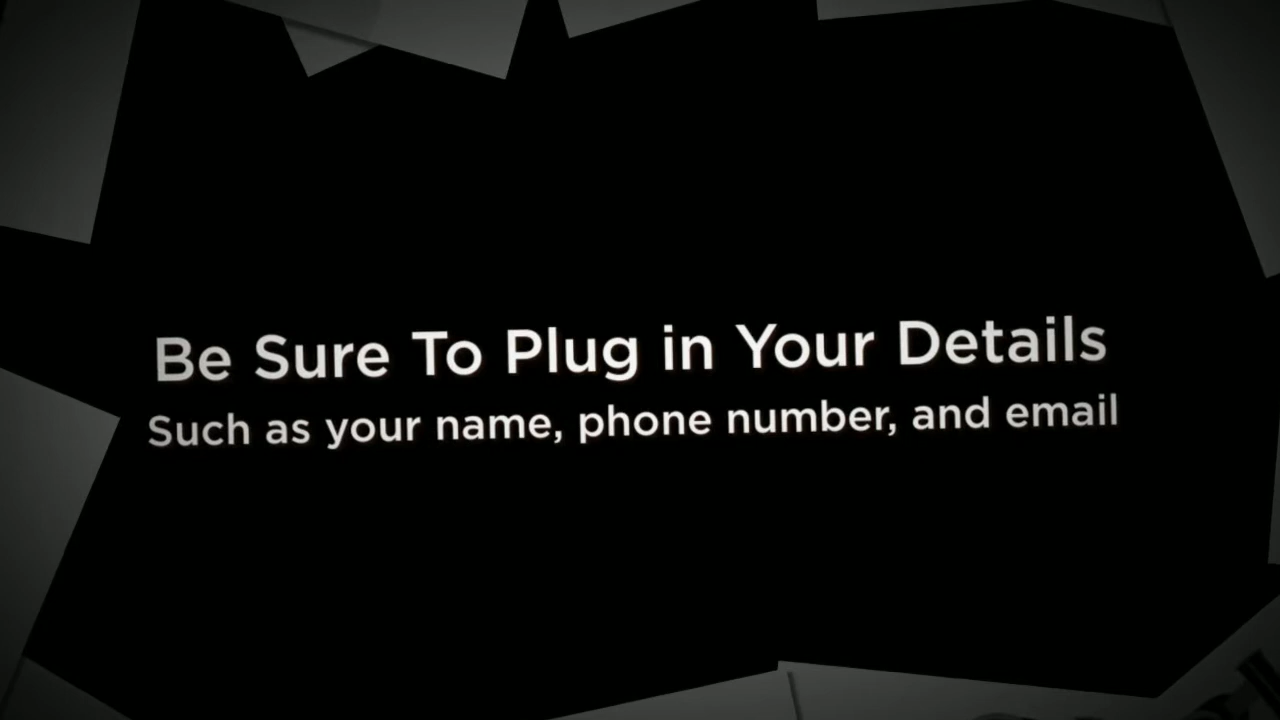 Be Sure To Plug in Your Details
Such as your name, phone number, and email